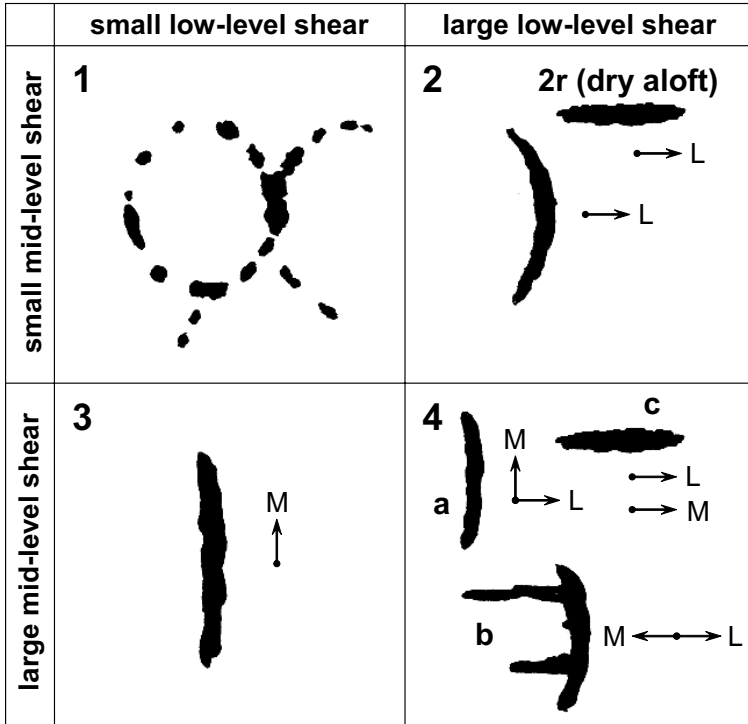 small low-level shear
large low-level shear
small mid-level shear
1
2
2r (dry aloft)
L
L
large mid-level shear
3
M
4
c
M
L
a
L
M
b
M
L